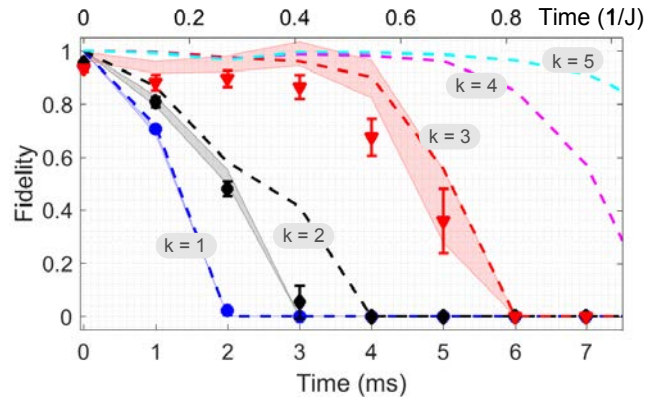 0 0.2 0.4 0.6 0.8 Time (1/J)
1
0.8
0.6
0.4
0.2
0
Fidelity
k = 5
k = 4
k = 3
k = 2
k = 1
0 1 2 3 4 5 6 7
Time (ms)